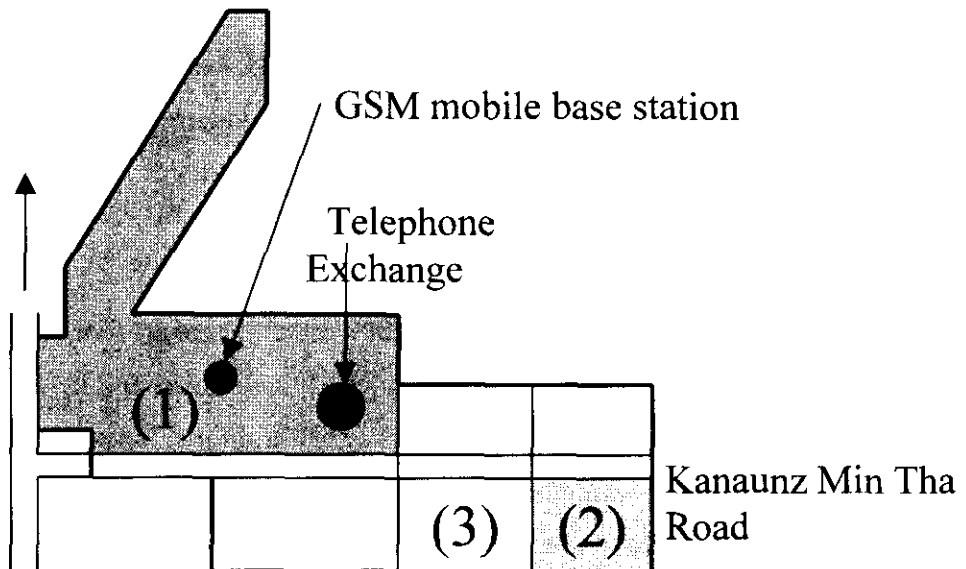 GSM mobile base station
Telephone
Exchange
(1)
Kanaunz Min Tha
Road
(3)
(2)